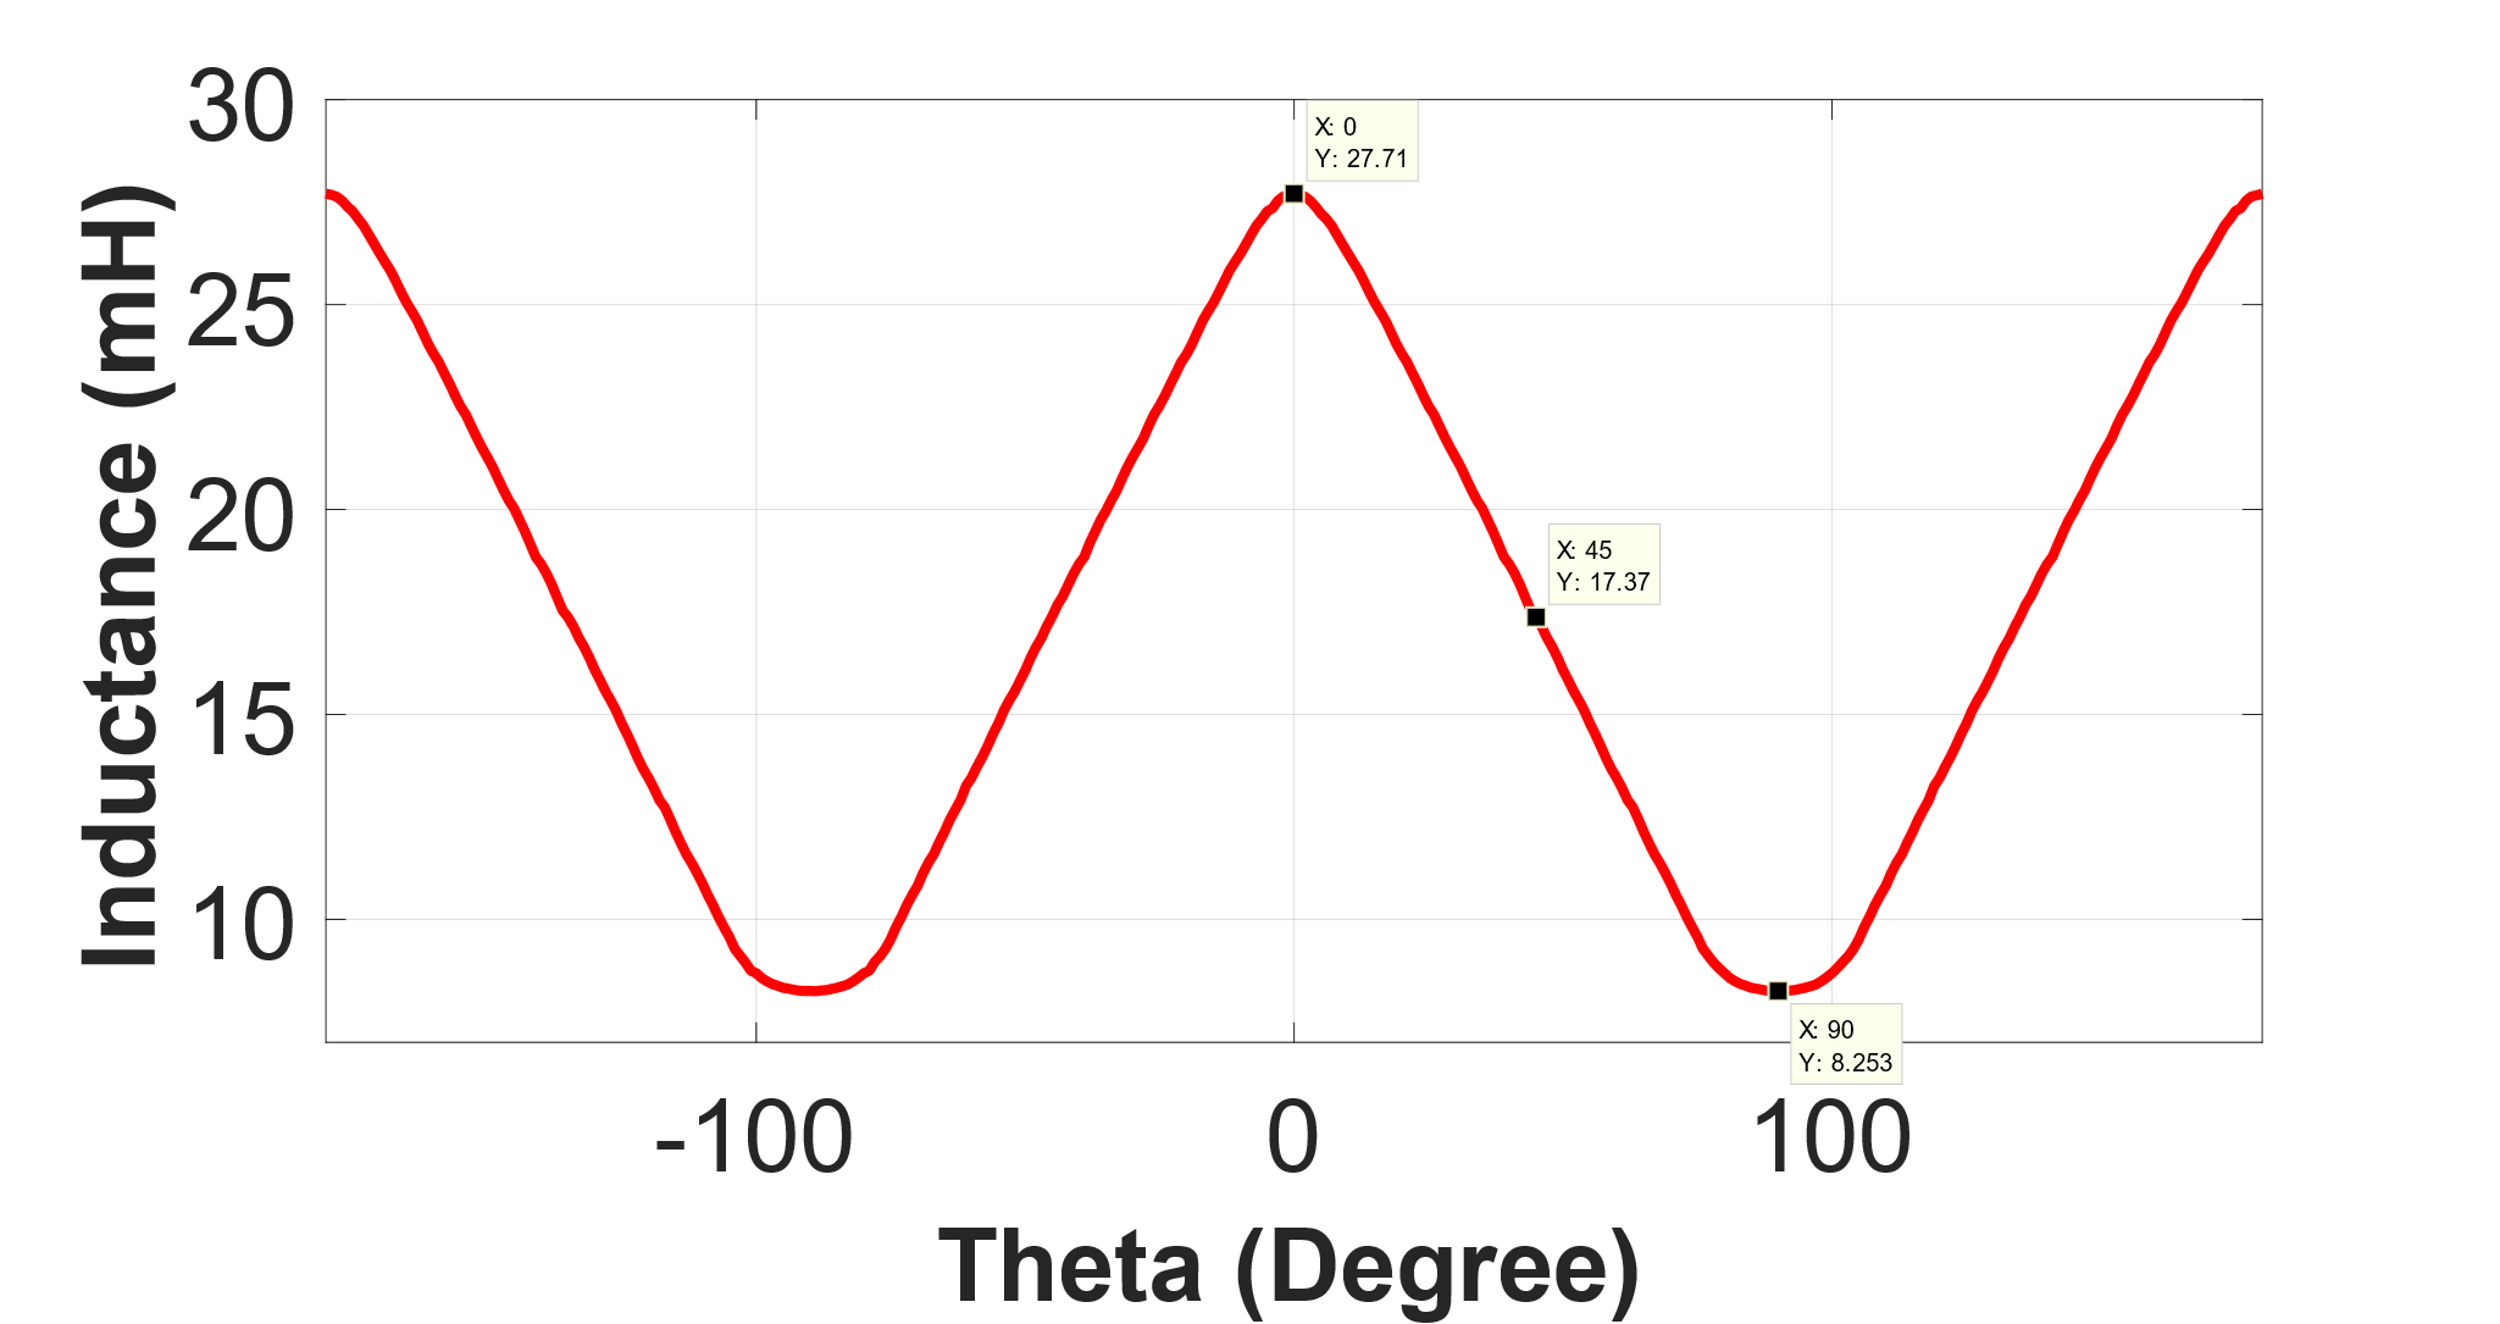 Inductance (mH)
30
25
20
15
10
X: 0
Y: 27.71
X: 45
Y: 17.37
X: 90
Y: 8.253
-100
0
100
Theta (Degree)